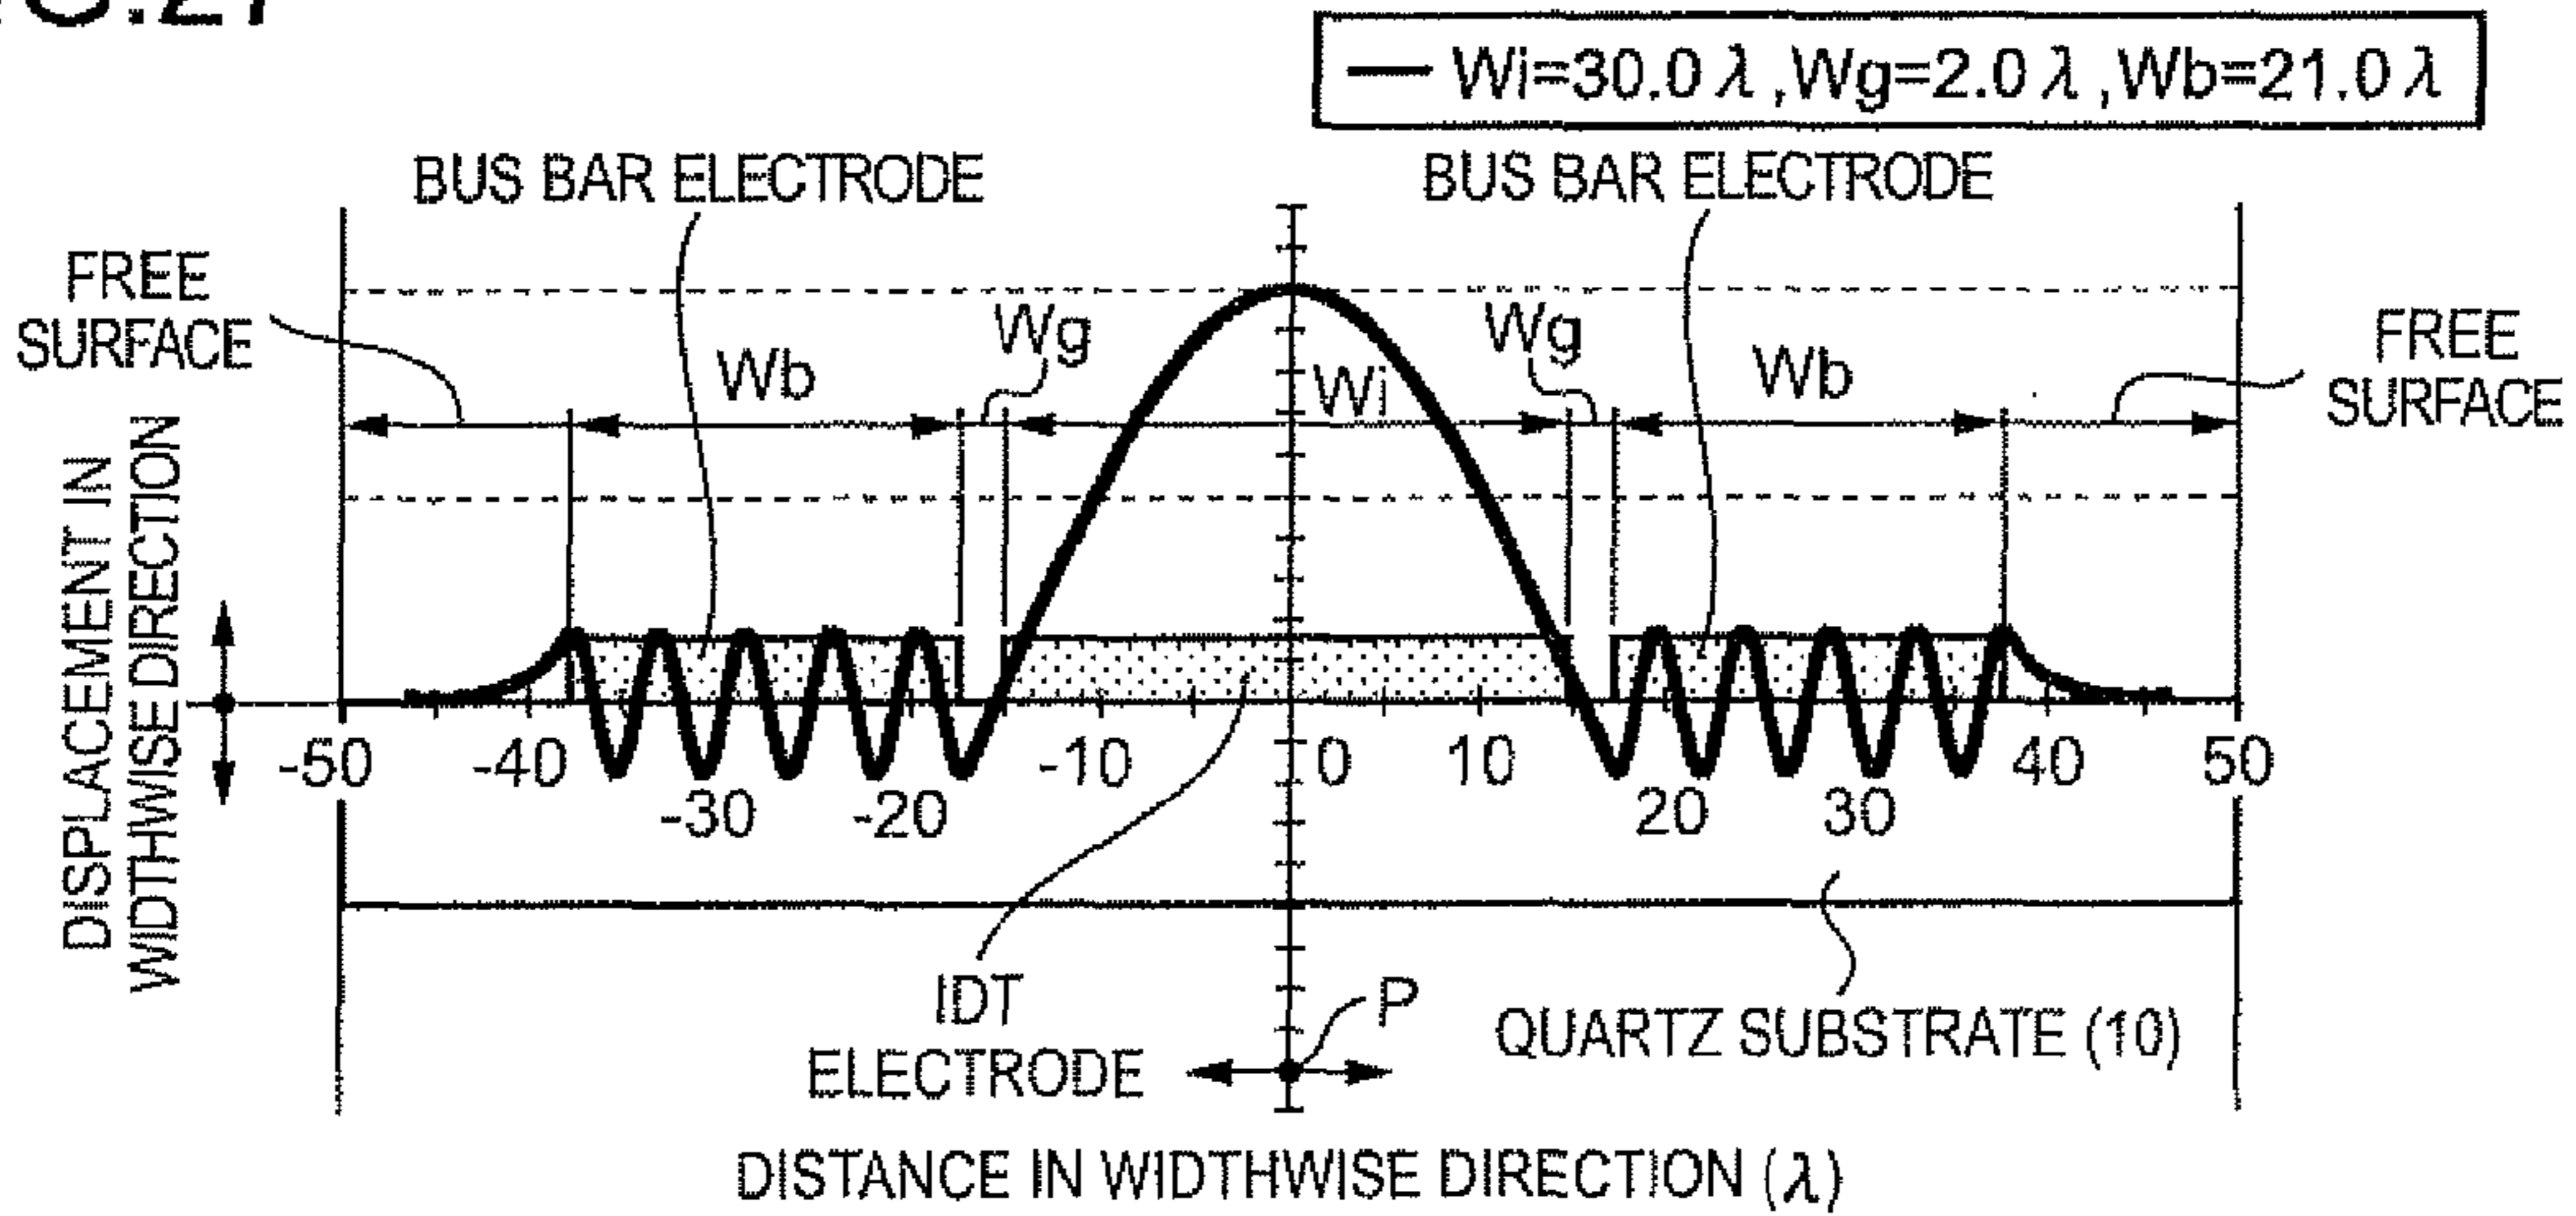 Wi=30.0 λ ,Wg=2.0 λ ,Wb=21.0 λ
BUS BAR ELECTRODE
BUS BAR ELECTRODE
FREE
SURFACE
Wb
Wg
Wi
Wg
Wb
FREE
SURFACE
DISPLACEMENT IN
WIDTHWISE DIRECTION
-50
-40
-30
-20
-10
0
10
20
30
40
50
IDT
ELECTRODE
P
QUARTZ SUBSTRATE (10)
DISTANCE IN WIDTHWISE DIRECTION (λ)